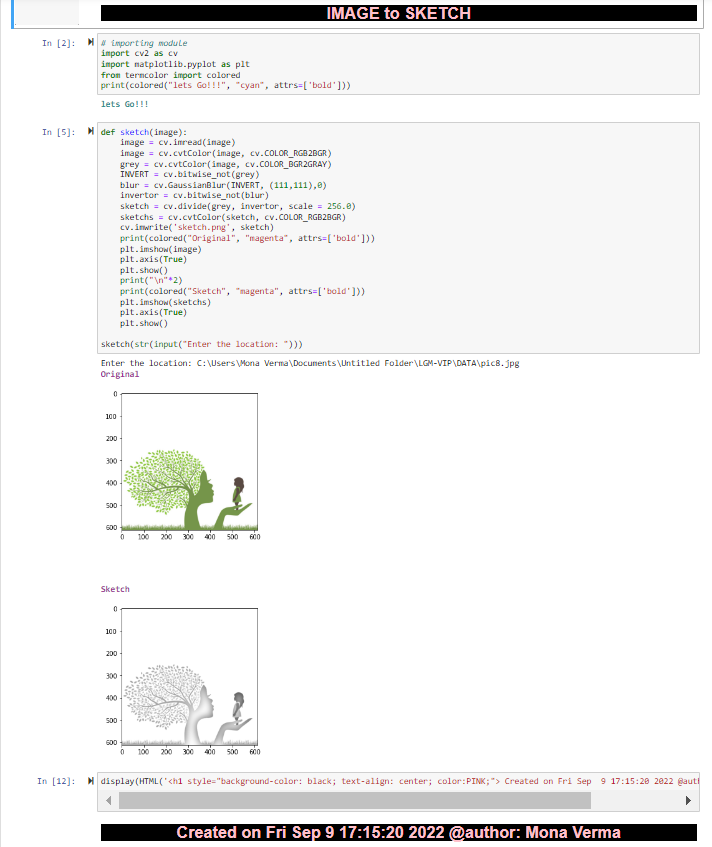 IMAGE to SKETCH
In [2]:
# importing module
import cv2 as cv
import matplotlib.pyplot as plt
from termcolor import colored
print(colored("lets Go!!!", "cyan", attrs=['bold']))
lets Go!!!
In [5]:
def sketch(image):
    image = cv.imread(image)
    image = cv.cvtColor(image, cv.COLOR_RGB2BGR)
    grey = cv.cvtColor(image, cv.COLOR_BGR2GRAY)
    INVERT = cv.bitwise_not(grey)
    blur = cv.GaussianBlur(INVERT, (111,111),0)
    invertor = cv.bitwise_not(blur)
    sketch = cv.divide(grey, invertor, scale = 256.0)
    sketchs = cv.cvtColor(sketch, cv.COLOR_RGB2BGR)
    cv.imwrite('sketch.png', sketch)
    print(colored("Original", "magenta", attrs=['bold']))
    plt.imshow(image)
    plt.axis(True)
    plt.show()
    print("\n"*2)
    print(colored("Sketch", "magenta", attrs=['bold']))
    plt.imshow(sketchs)
    plt.axis(True)
    plt.show()
sketch(str(input("Enter the location: ")))
Enter the location: C:\Users\Mona Verma\Documents\Untitled Folder\LGM-VIP\DATA\pic8.jpg
Original
0
100
200
300
400
500
600
0 100 200 300 400 500 600
Sketch
0
100
200
300
400
500
600
0 100 200 300 400 500 600
In [12]:
display(HTML('<h1 style="background-color: black; text-align: center; color:PINK;"> Created on Fri Sep  9 17:15:20 2022 @aut
Created on Fri Sep 9 17:15:20 2022 @author: Mona Verma